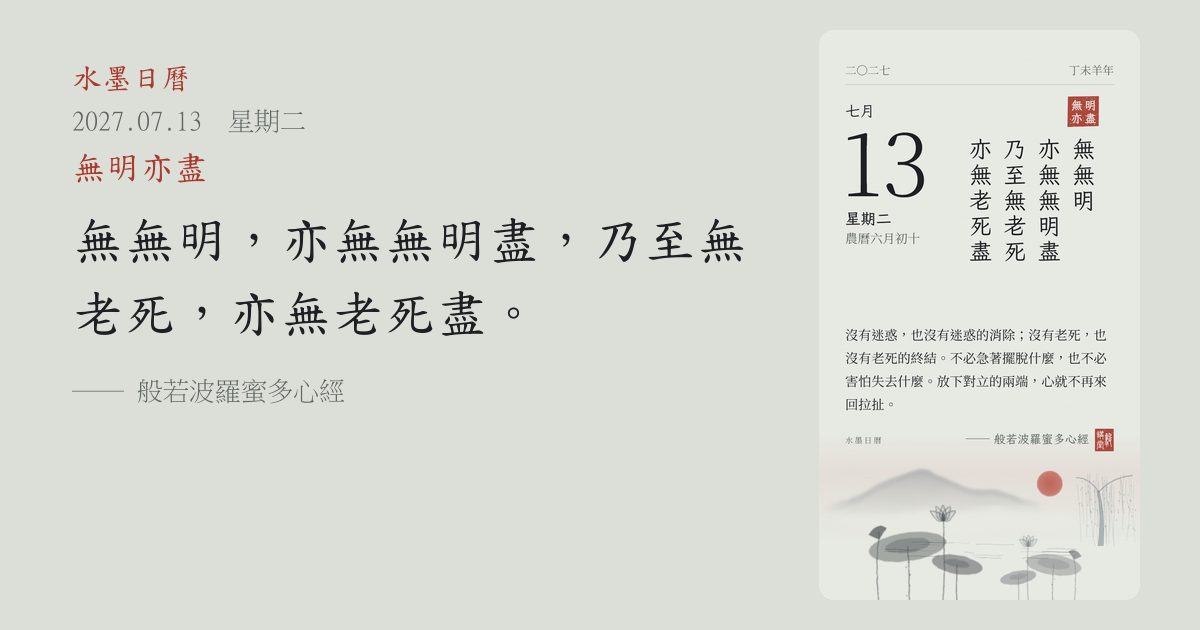 水墨日曆
2027.07.13 星期二
無明亦盡
無無明，亦無無明盡，乃至無
老死，亦無老死盡。
—— 般若波羅蜜多心經
二〇二七
丁未羊年
七月
13
星期二
農曆六月初十
無明
亦盡
無無明
亦無無明盡
乃至無老死
亦無老死盡
沒有迷惑，也沒有迷惑的消除；沒有老死，也
沒有老死的終結。不必急著擺脫什麼，也不必
害怕失去什麼。放下對立的兩端，心就不再來
回拉扯。
水墨日曆
—— 般若波羅蜜多心經